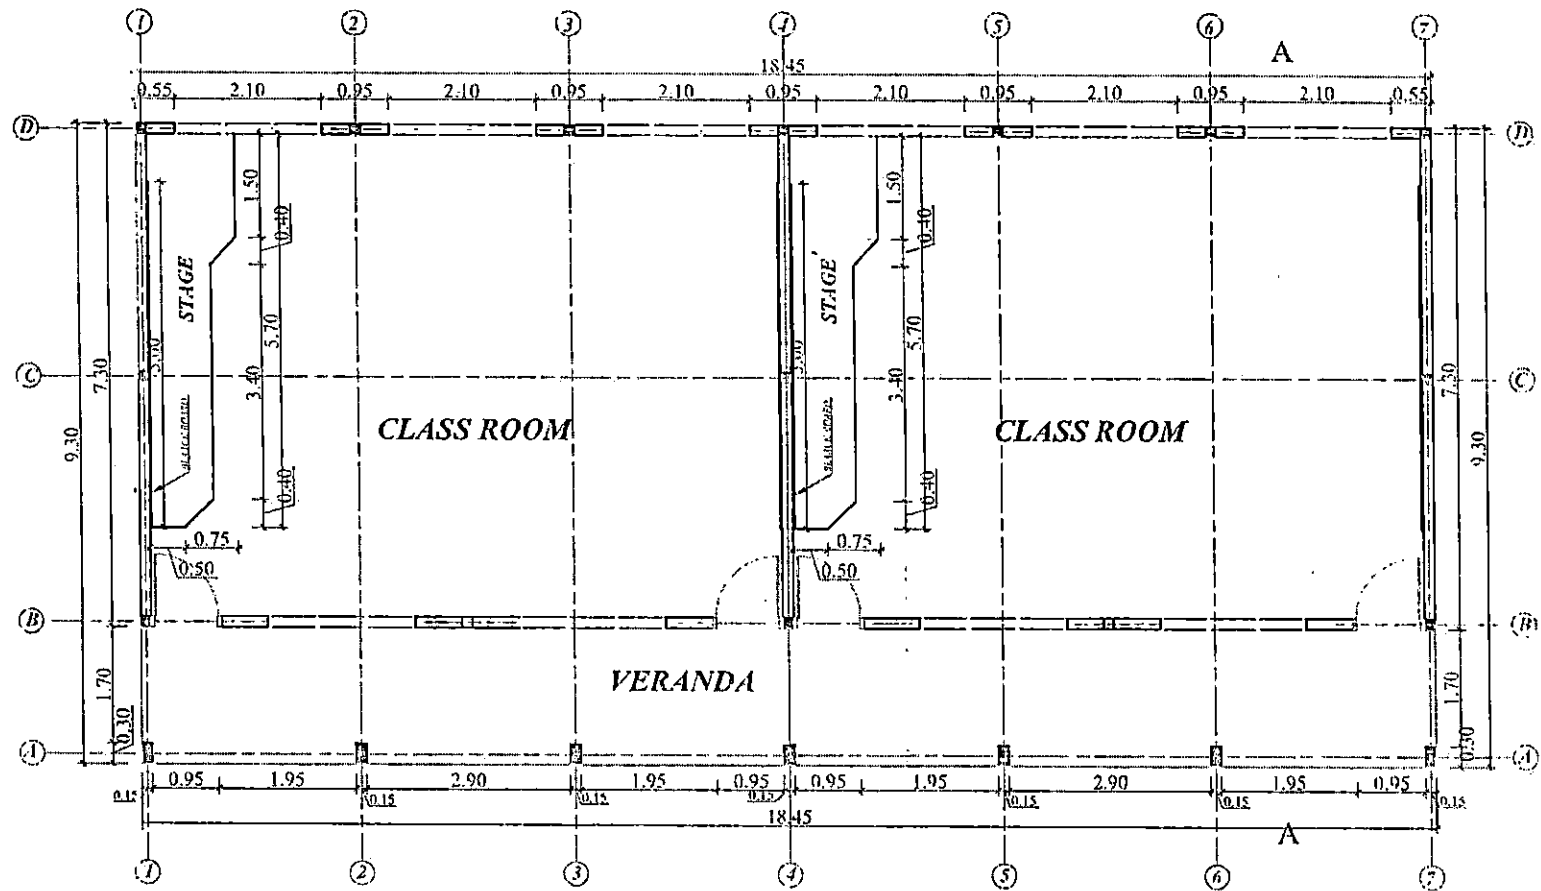 1 2 3 4 5 6 7
A
18.45
0.55 2.10 0.95 2.10 0.95 2.10 0.95 2.10 0.95 2.10 0.95 2.10 0.55
D D
1.50 1.50
0.40 0.40
STAGE STAGE
5.70 5.70
7.30 5.00 3.40 3.40 7.30
C C
9.30 CLASS ROOM CLASS ROOM 9.30
BLACK BOARD
0.40 0.40
0.75 0.75
0.50 0.50
B B
VERANDA
1.70 1.70
0.30 0.30
A A
0.95 1.95 2.90 1.95 0.95 0.95 1.95 2.90 1.95 0.95
0.15 0.15 0.15 0.15 0.15 0.15 0.15
18.45
A
1 2 3 4 5 6 7